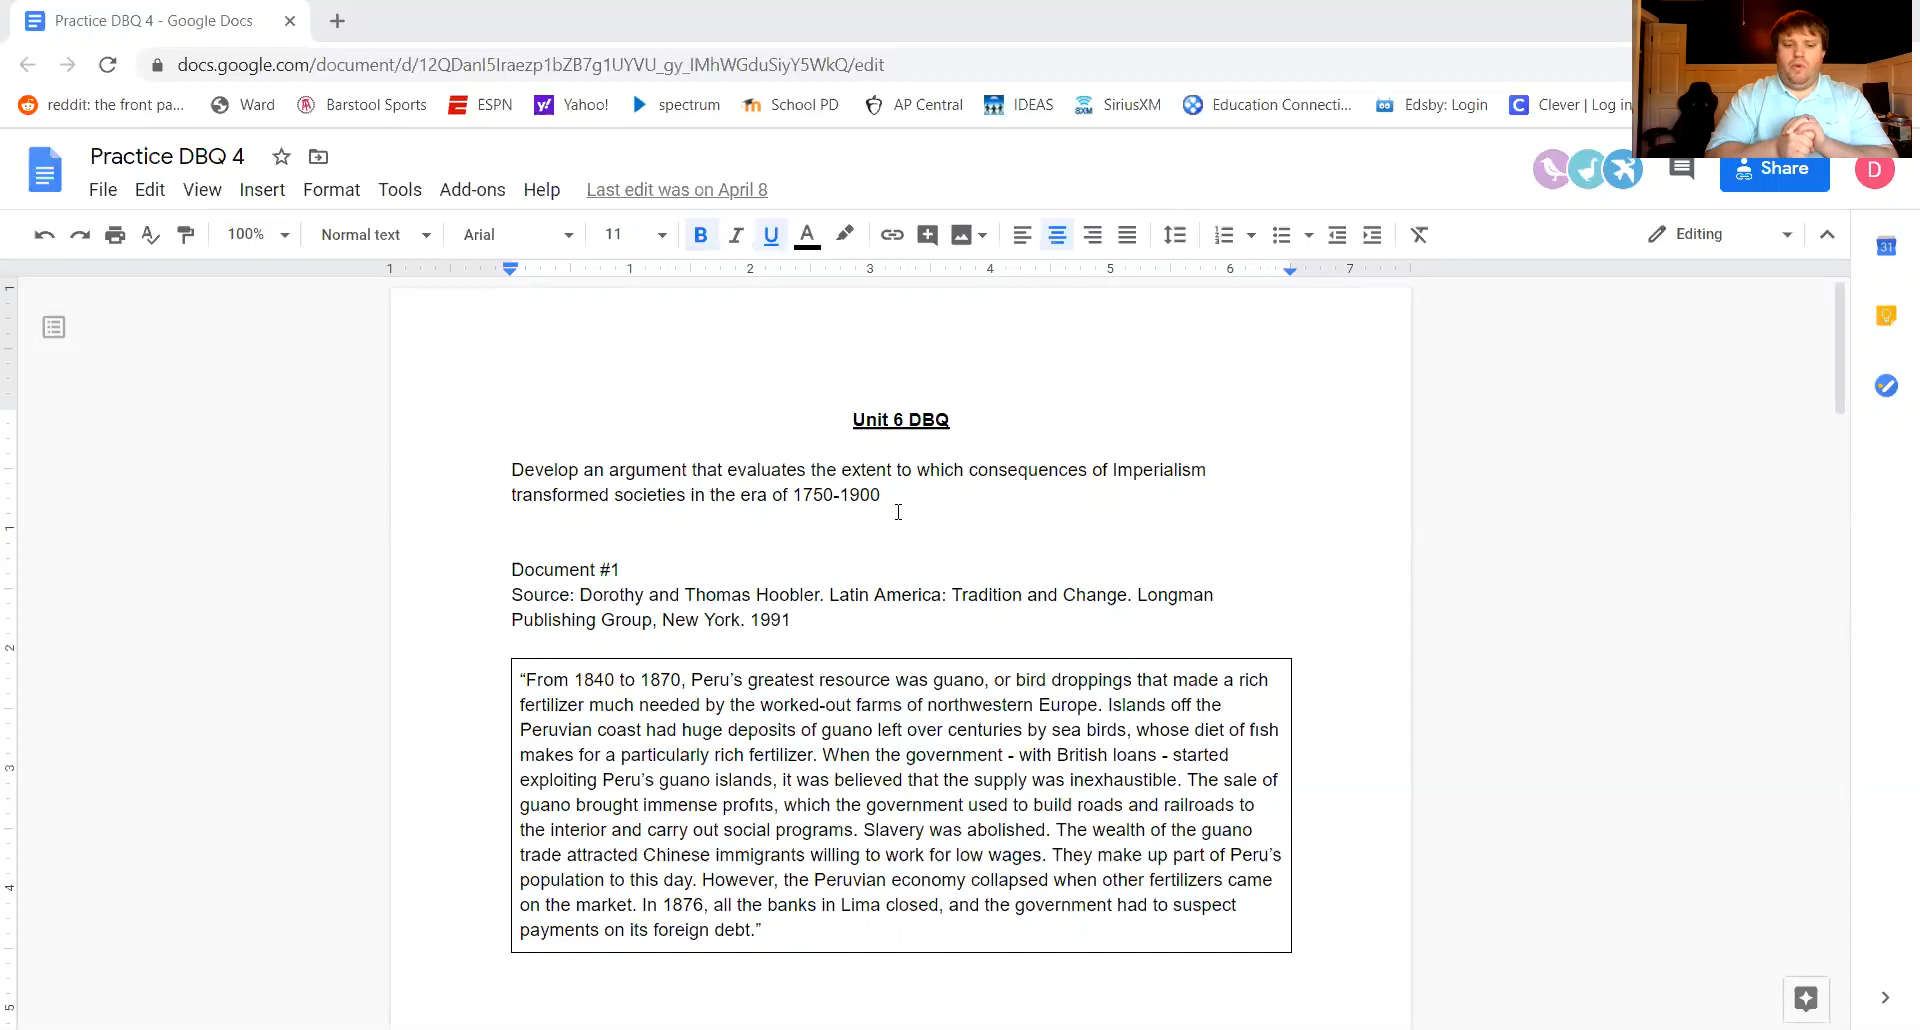 Practice DBQ 4 - Google Docs
docs.google.com/document/d/12QDanI5Iraezp1bZB7g1UYVU_gy_IMhWGduSiyY5WkQ/edit
reddit: the front pa... Ward Barstool Sports ESPN Yahoo! spectrum School PD AP Central IDEAS SiriusXM Education Connecti... Edsby: Login Clever | Log in
Practice DBQ 4
File Edit View Insert Format Tools Add-ons Help Last edit was on April 8
Share
D
100% Normal text Arial 11 B I U A Editing
31
1 1 2 3 4 5 6 7
Unit 6 DBQ
Develop an argument that evaluates the extent to which consequences of Imperialism
transformed societies in the era of 1750-1900
Document #1
Source: Dorothy and Thomas Hoobler. Latin America: Tradition and Change. Longman
Publishing Group, New York. 1991
“From 1840 to 1870, Peru’s greatest resource was guano, or bird droppings that made a rich
fertilizer much needed by the worked-out farms of northwestern Europe. Islands off the
Peruvian coast had huge deposits of guano left over centuries by sea birds, whose diet of fish
makes for a particularly rich fertilizer. When the government - with British loans - started
exploiting Peru’s guano islands, it was believed that the supply was inexhaustible. The sale of
guano brought immense profits, which the government used to build roads and railroads to
the interior and carry out social programs. Slavery was abolished. The wealth of the guano
trade attracted Chinese immigrants willing to work for low wages. They make up part of Peru’s
population to this day. However, the Peruvian economy collapsed when other fertilizers came
on the market. In 1876, all the banks in Lima closed, and the government had to suspect
payments on its foreign debt.”